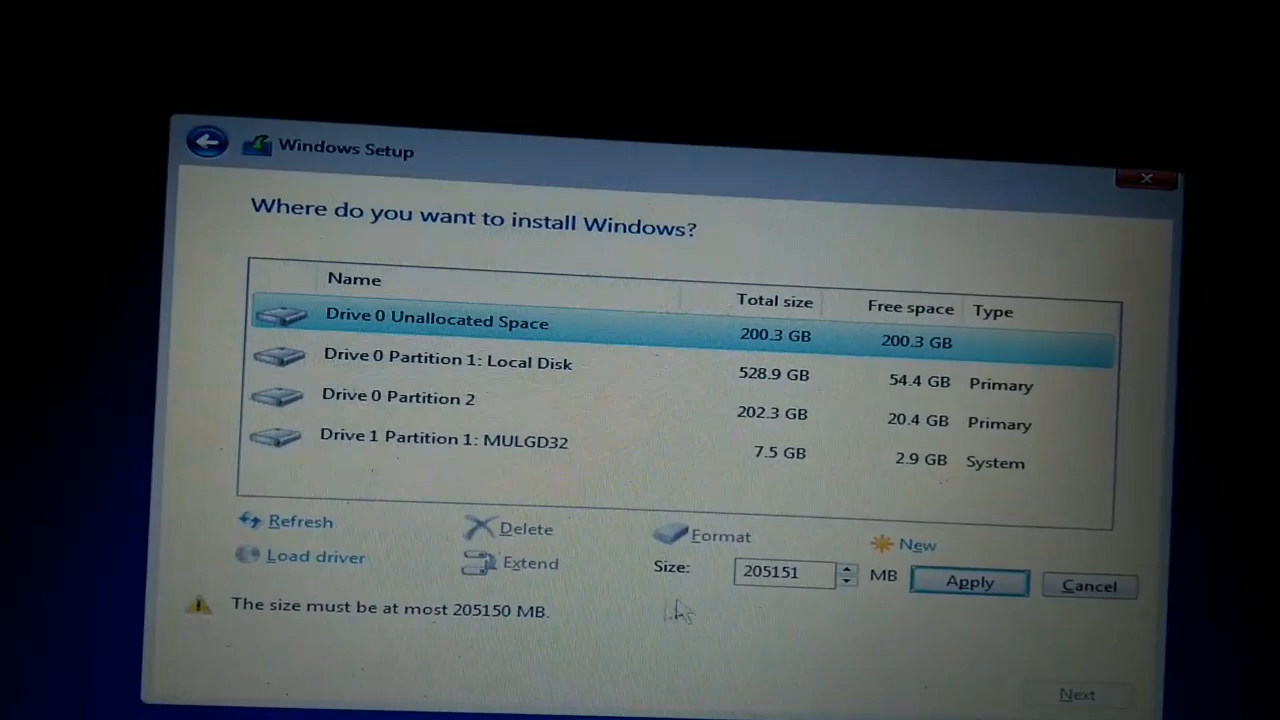 Windows Setup
Where do you want to install Windows?
Name Total size Free space Type
Drive 0 Unallocated Space 200.3 GB 200.3 GB
Drive 0 Partition 1: Local Disk 528.9 GB 54.4 GB Primary
Drive 0 Partition 2 202.3 GB 20.4 GB Primary
Drive 1 Partition 1: MULGD32 7.5 GB 2.9 GB System
Refresh Delete Format New
Load driver Extend Size: 205151 MB Apply Cancel
The size must be at most 205150 MB.
Next